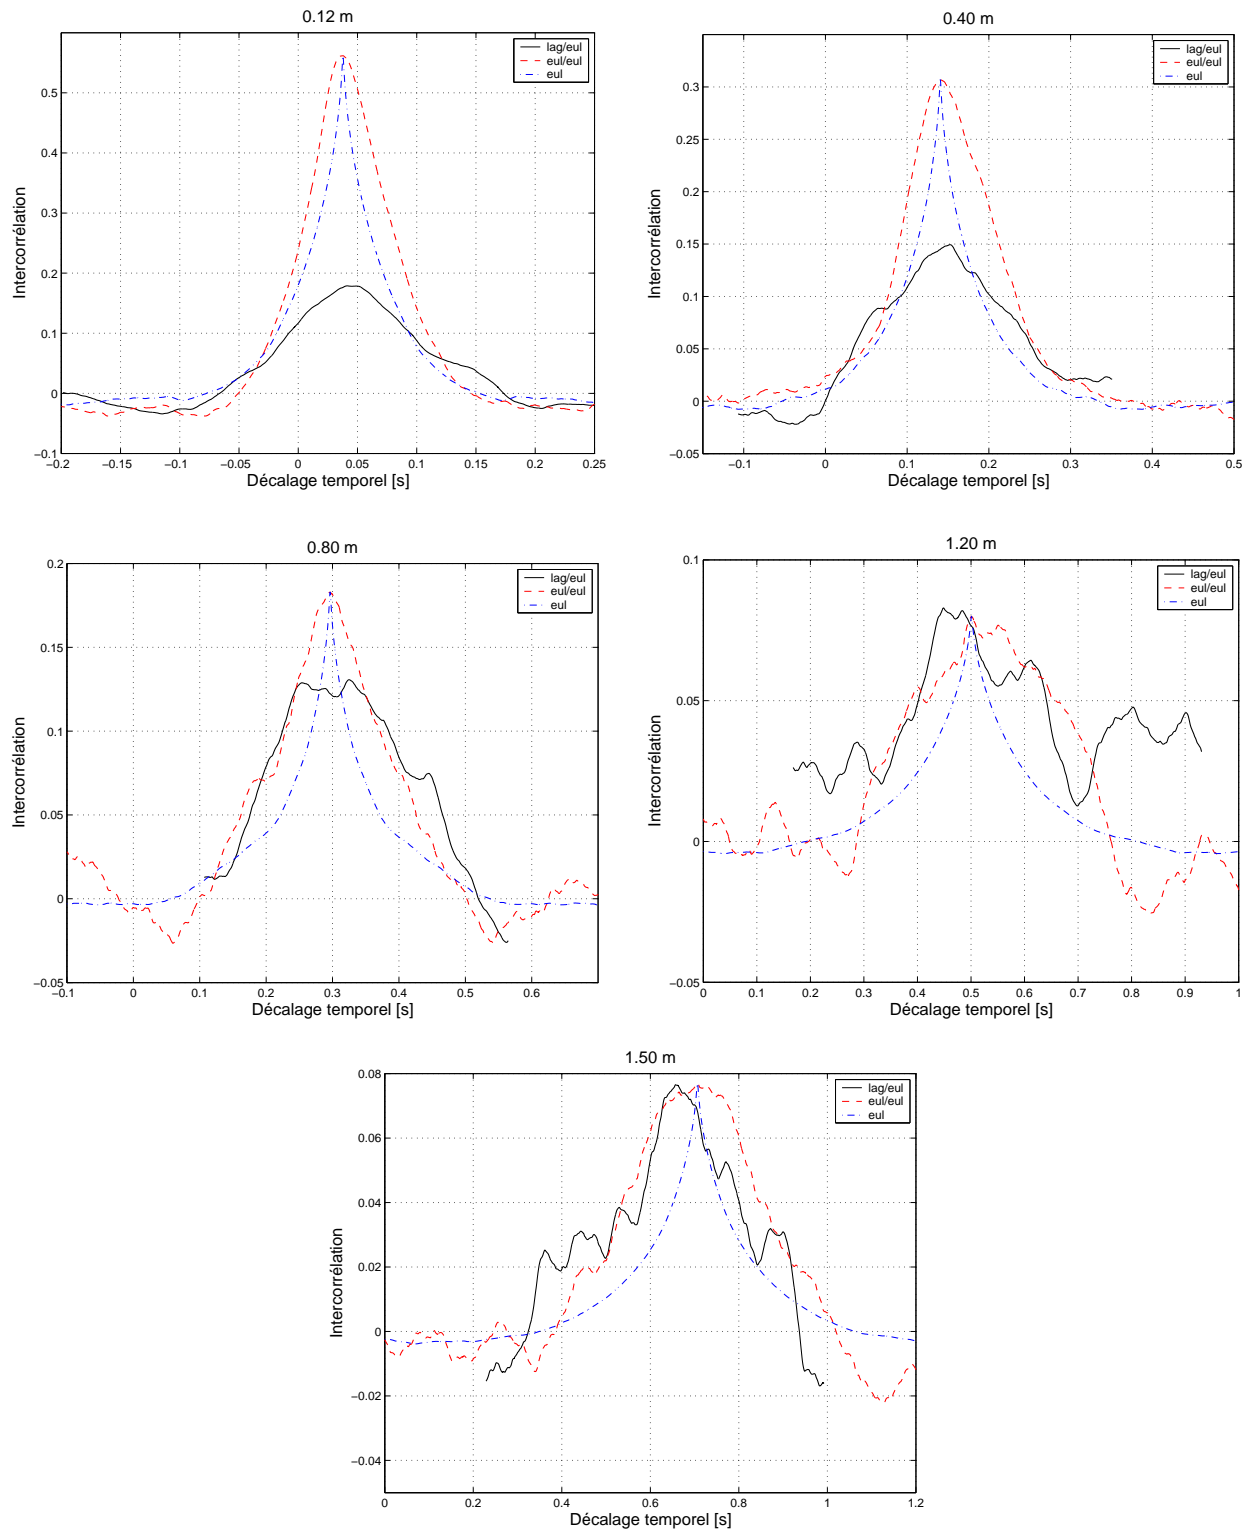 0.12 m
lag/eul
eul/eul
eul
0.5
0.4
0.3
0.2
0.1
0
−0.1
−0.2
−0.15
−0.1
−0.05
0
0.05
0.1
0.15
0.2
0.25
Intercorrélation
Décalage temporel [s]
0.40 m
lag/eul
eul/eul
eul
0.3
0.25
0.2
0.15
0.1
0.05
0
−0.05
−0.1
0
0.1
0.2
0.3
0.4
0.5
Intercorrélation
Décalage temporel [s]
0.80 m
lag/eul
eul/eul
eul
0.2
0.15
0.1
0.05
0
−0.05
−0.1
0
0.1
0.2
0.3
0.4
0.5
0.6
Intercorrélation
Décalage temporel [s]
1.20 m
lag/eul
eul/eul
eul
0.1
0.05
0
−0.05
0
0.1
0.2
0.3
0.4
0.5
0.6
0.7
0.8
0.9
1
Intercorrélation
Décalage temporel [s]
1.50 m
lag/eul
eul/eul
eul
0.08
0.06
0.04
0.02
0
−0.02
−0.04
0
0.2
0.4
0.6
0.8
1
1.2
Intercorrélation
Décalage temporel [s]